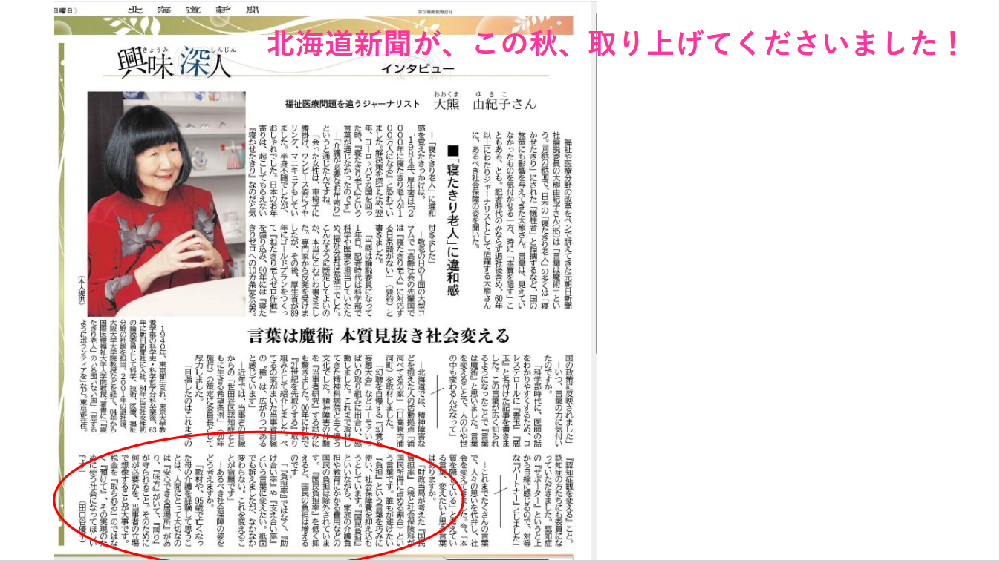 日曜日）
北海道新聞
第３種郵便物認可
北海道新聞が、この秋、取り上げてくださいました！
きょうみ しんじん
興味深人
インタビュー
福祉医療問題を追うジャーナリスト 大熊 由紀子さん
おおくま ゆきこ
福祉や医療分野の改革をペンで訴えてきた元朝日新聞
社論説委員の大熊由紀子さん(85)は「言葉は魔術」とい
う。同紙の紙面で、日本の「寝たきり老人」の多くは「寝
かせたきり」にされた「犠牲者」と指摘するなど、国の
施策にも影響を与えてきた大熊さん。言葉は、見えてい
なかったものを気付かせる一方、時に「本質を隠す」こ
ともある、とも。記者時代のみならず退社後含め、60年
以上にわたりジャーナリストとして活躍する大熊さん
に、あるべき社会保障の姿を聞いた。
■「寝たきり老人」に違和感
―「寝たきり老人」に違和
感を覚えたきっかけは。
「１９８４年、厚生省は『２
０００年に寝たきり老人が１
００万人になる』と恐れてい
ました。解決策を探すため、翌
年、ヨーロッパ５カ国を回っ
た時、『寝たきり老人』という
言葉が通じなかったのです」
―「介護が必要なお年寄り」
というと通じたんですね。
「会った女性は、車椅子に
腰掛け、ワンピース姿にイヤ
リング、マニキュアもしてい
ました。半身不随でしたが、
おしゃれでした。日本のお年
寄りは、起こしてもらえない
『寝かせたきり』なのだと気
付きました」
―敬老の日の１面の大型コ
ラムで「高齢社会の先輩国で
は『寝たきり老人』に対応す
る日常語がない」（要約）と
書きました。
「当時は論説委員になって
１年目。記者時代は科学部で
科学や医療を担当していたた
め、福祉分野は勉強中でした。
こんなふうに断定してよいの
か、本当にこわごわ書きまし
た。専門家から反発を受けま
したが、その後、厚生省が89
年にゴールドプランをつくっ
て『ねたきり老人ゼロ作戦』
を盛り込み、90年には『寝た
きりゼロへの10カ条』を公表。
（本人提供）
言葉は魔術 本質見抜き社会変える
１９４０年、東京都生まれ。東京大学教
養学部の科学史・科学哲学分科卒業後、63
年に朝日新聞社に入社。84年に同社女性初
の論説委員として科学、技術、医療、福祉
分野の社説を担当。２００１年の退社後、
大阪大学大学院教授などを経て、04年から
国際医療福祉大学大学院教授。著書に「『寝
たきり老人』のいる国いない国」「恋する
ようにボランティアを」など。東京都在住。
国の政策に反映されました」
―いつ、言葉の力に気付い
たのですか。
「科学部時代に、医師の話
をわかりやすくするため、コ
レステロールに『善玉』『悪
玉』と名付けた記事を書きま
した。この言葉が広く知られ
るようになったことで『言葉
は魔術』と思いました。言葉
を変えることで、人の心や世
の中も変わるんだなって」
―北海道では、精神障害な
どを抱えた人の活動拠点「浦
河べてるの家」（日高管内浦
河町）を取材しました。
「幻聴を自慢する『幻覚＆
妄想大会』などユーモアいっ
ぱいの取り組みに出合い、感
動しました。これまで取材し
てきた精神科病院と全く違う
文化でした。精神障害の体験
を『当事者研究』する試みに
も驚きました。00年に社説で
『21世紀を先取りする』取り
組みとして紹介しました。べ
てるの家がまいた当事者目線
の〝種〟は、広がりつつある
と感じています」
―近年では、当事者の目線
からの「世田谷区認知症とと
もに生きる希望条例」（20年
施行）の策定に委員長として
尽力しました。
「目指したのはこれまでの
『認知症観を変える』こと。
認知症の方たちにも委員にな
っていただきました。認知症
の『サポーター』というと上
から目線に感じるので、対等
な『パートナー』としました」
―これまでたくさんの言葉
で、人々の思いを代弁し、社
会を変えてきました。今、「本
質を隠している」と考えてい
る言葉、変えたいと思う言葉
はありますか。
「財政当局が考えた『国民
負担率』（税と社会保険料が
国民所得に占める割合）とい
う言葉です。誰もが避けたい
『負担』という言葉を巧みに
使い、社会保障費を抑え込も
うとしています。『国民負担』
といいながら、家族の介護負
担や教育にかかる費用などの
国民の負担は除外されていま
す。『国民負担率』を低く抑
えると、国民の負担は増える
のです」
「『負担率』ではなく、『助
け合い率』や『支え合い率』
という言葉に変えたい。紙面
でも訴えましたが、なかなか
変わらない。これを変えるこ
とが宿願です」
―あるべき社会保障の姿を
どう考えますか。
「取材や、95歳で亡くなっ
た母の介護を経験して思うこ
とは、人間にとって大切なの
は『安心できる居場所』があ
り、『味方』がいて、『誇り』
が守られること。そのために
何が必要かを、当事者の立場
で想像することが大事です。
税金を『取られる』のではな
く『預けて』、その実現のた
めに使う社会になってほしい
です」
（田口谷優子）